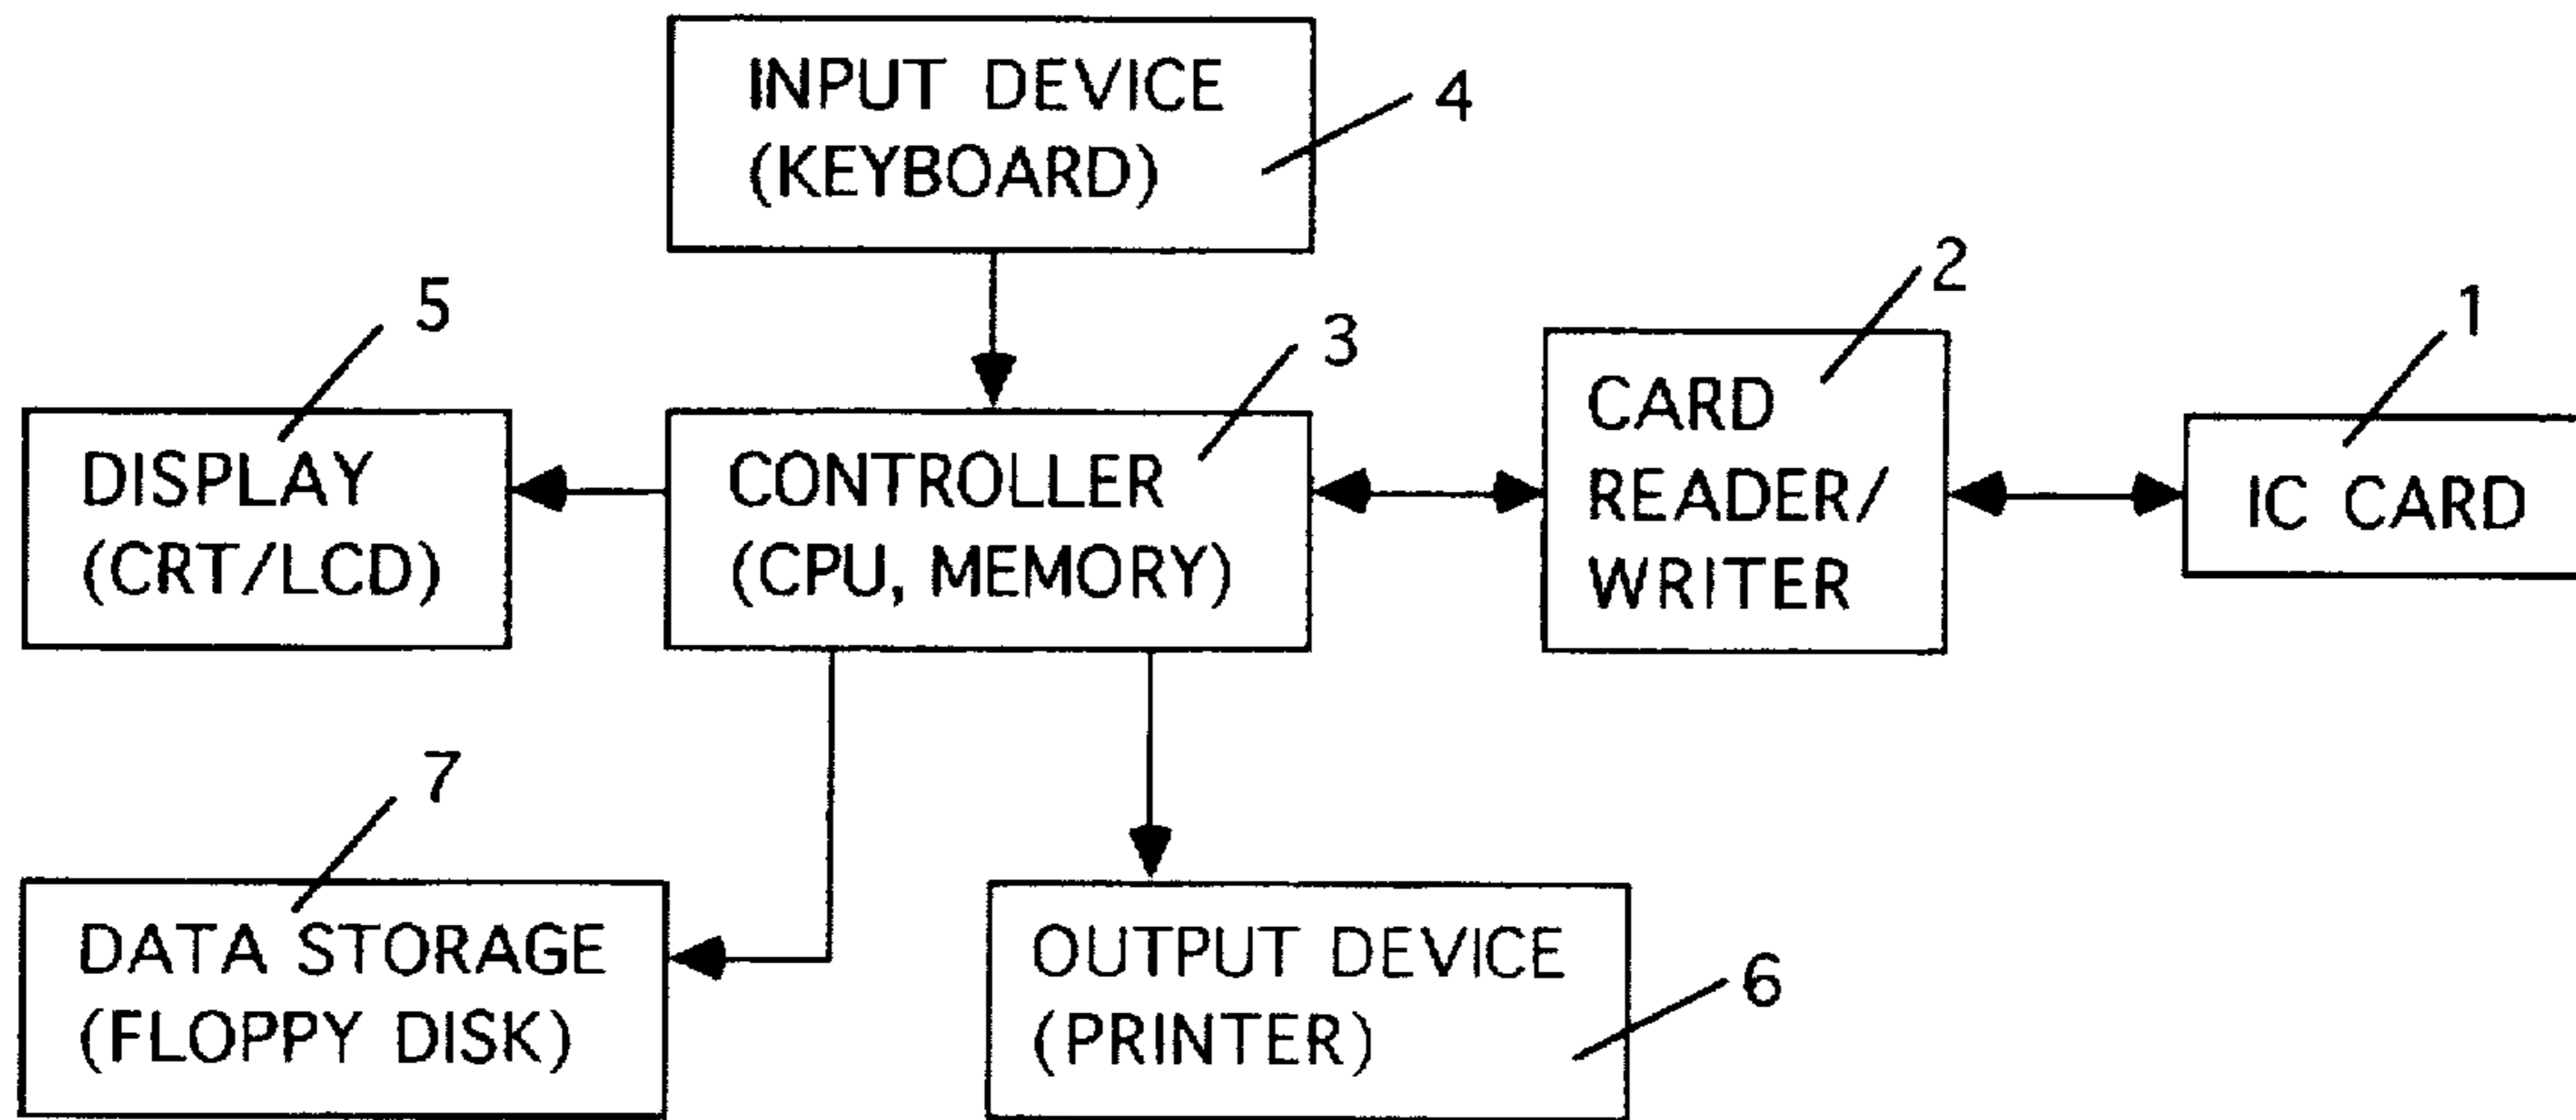 INPUT DEVICE
(KEYBOARD)
4
5
DISPLAY
(CRT/LCD)
3
CONTROLLER
(CPU, MEMORY)
2
CARD
READER/
WRITER
1
IC CARD
7
DATA STORAGE
(FLOPPY DISK)
OUTPUT DEVICE
(PRINTER)
6